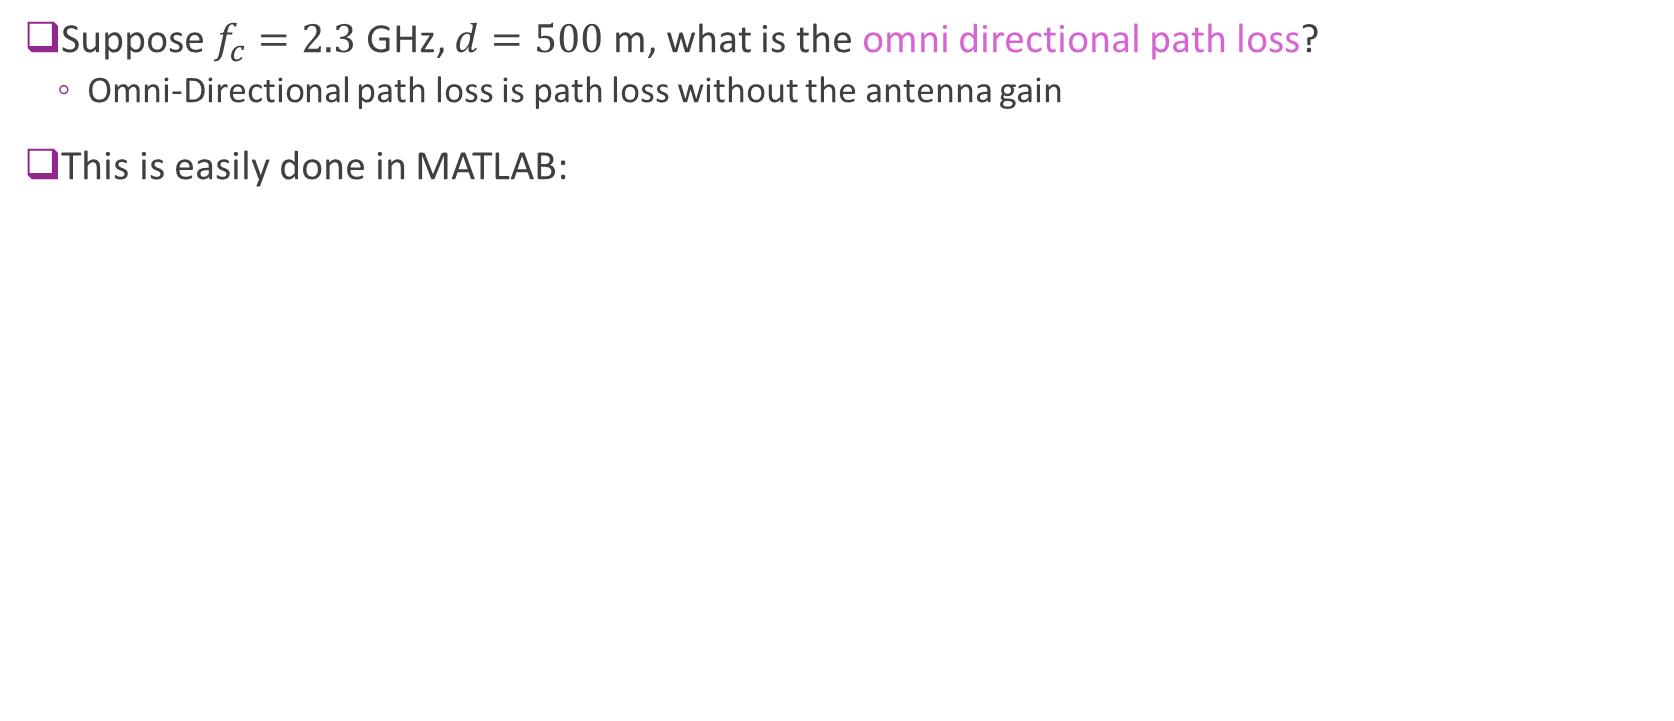 ❑Suppose 𝑓𝑐 = 2.3 GHz, 𝑑 = 500 m, what is the omni directional path loss?
◦ Omni-Directional path loss is path loss without the antenna gain
❑This is easily done in MATLAB: